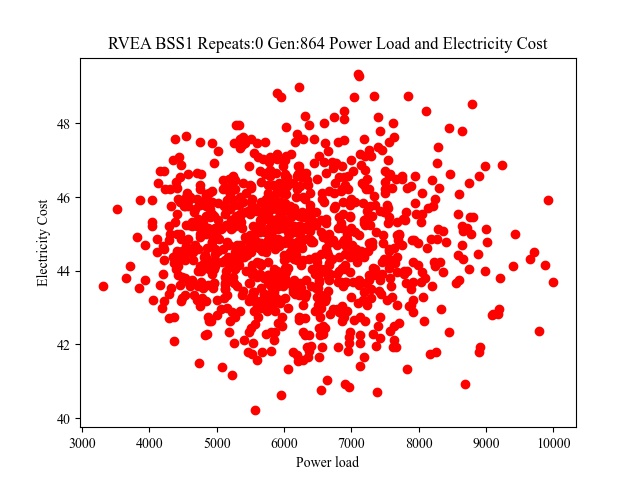 RVEA BSS1 Repeats:0 Gen:864 Power Load and Electricity Cost
48
46
44
42
40
Electricity Cost
3000 4000 5000 6000 7000 8000 9000 10000
Power load